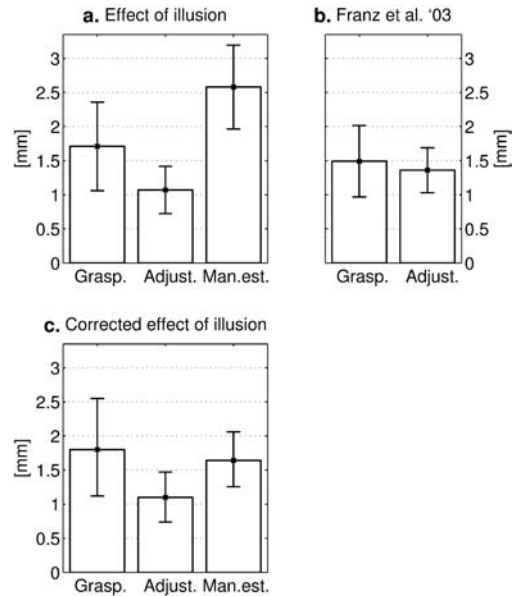 a. Effect of illusion
[mm]
3
2.5
2
1.5
1
0.5
0
Grasp. Adjust. Man.est.
b. Franz et al. ‘03
3
2.5
2
1.5
1
0.5
0
[mm]
Grasp. Adjust.
c. Corrected effect of illusion
[mm]
3
2.5
2
1.5
1
0.5
0
Grasp. Adjust. Man.est.